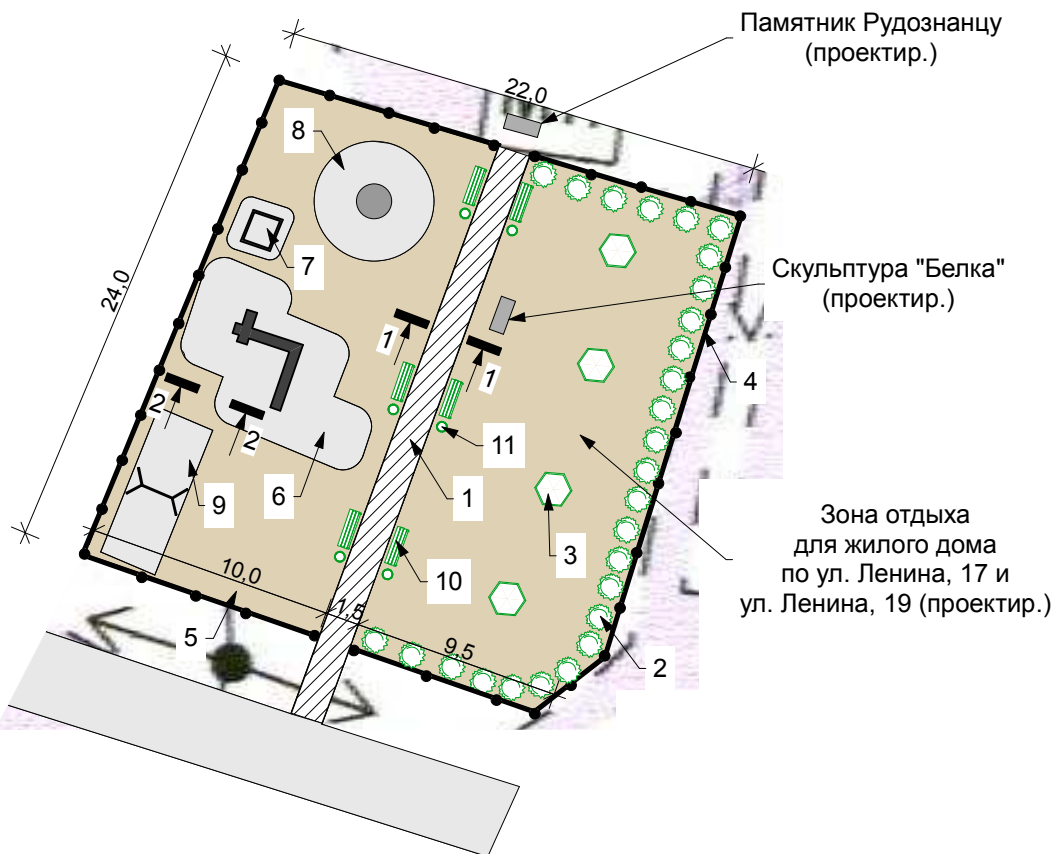 Памятник Рудознанцу
(проектир.)
22,0
8
7
24,0
Скульптура "Белка"
(проектир.)
1
1
4
2
2
11
6
9
1
Зона отдыха
для жилого дома
по ул. Ленина, 17 и
ул. Ленина, 19 (проектир.)
3
10
10,0
1,5
9,5
5
2